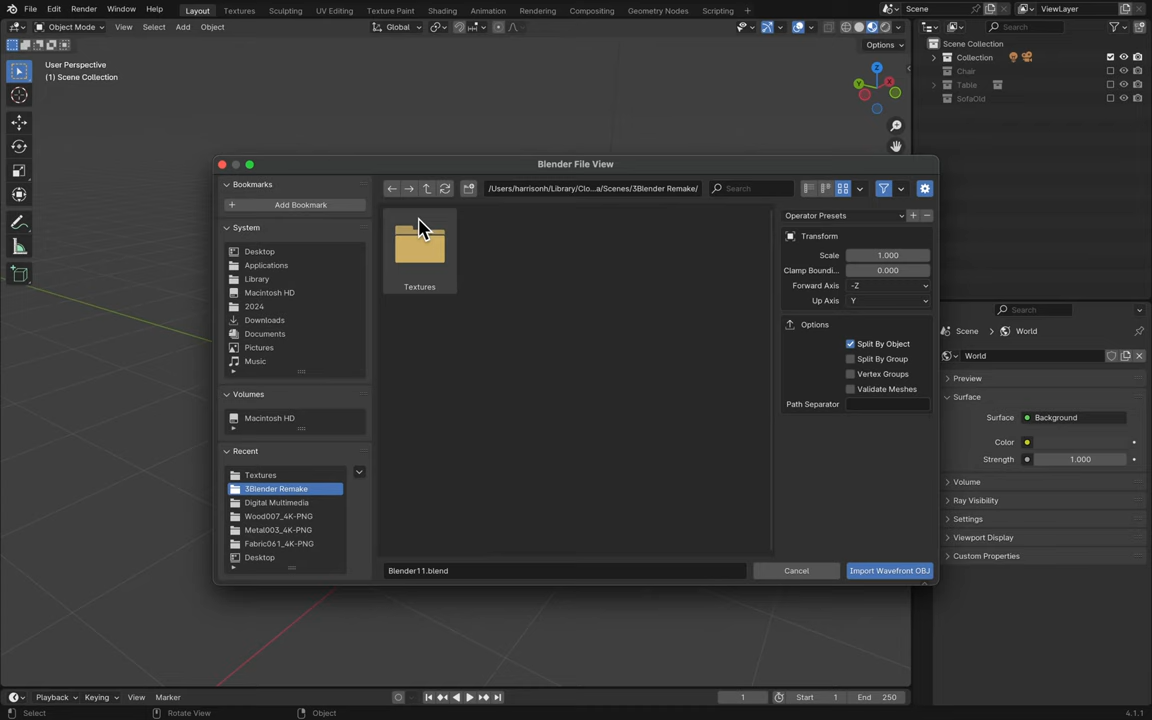 File Edit Render Window Help Layout Textures Sculpting UV Editing Texture Paint Shading Animation Rendering Compositing Geometry Nodes Scripting + Scene ViewLayer
Object Mode View Select Add Object Global Search
Options
User Perspective
(1) Scene Collection
Z
Y
X
Scene Collection
Collection
Chair
Table
SofaOld
Blender File View
Bookmarks
+ Add Bookmark
System
Desktop
Applications
Library
Macintosh HD
2024
Downloads
Documents
Pictures
Music
Volumes
Macintosh HD
Recent
Textures
3Blender Remake
Digital Multimedia
Wood007_4K-PNG
Metal003_4K-PNG
Fabric061_4K-PNG
Desktop
/Users/harrisonh/Library/Clo...a/Scenes/3Blender Remake/
Search
Textures
Operator Presets
Transform
Scale 1.000
Clamp Boundi... 0.000
Forward Axis -Z
Up Axis Y
Options
Split By Object
Split By Group
Vertex Groups
Validate Meshes
Path Separator
Blender11.blend
Cancel
Import Wavefront OBJ
Search
Scene > World
World
Preview
Surface
Surface Background
Color
Strength 1.000
Volume
Ray Visibility
Settings
Viewport Display
Custom Properties
Playback Keying View Marker 1 Start 1 End 250
Select Rotate View Object 4.1.1